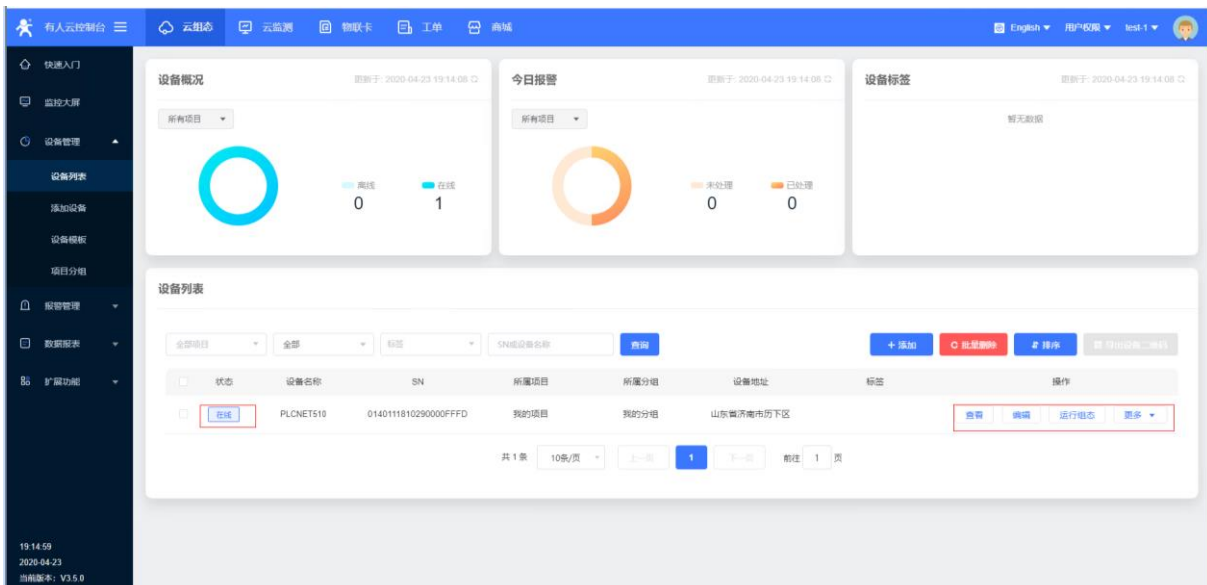 有人云控制台 云组态 云监测 物联卡 工单 商城 English 用户权限 test-1
快速入门
监控大屏
设备管理
设备列表
添加设备
设备模板
项目分组
报警管理
数据报表
扩展功能
19:14:59
2020-04-23
当前版本：V3.5.0
设备概况 更新于: 2020-04-23 19:14:08
所有项目
离线 在线
0 1
今日报警 更新于: 2020-04-23 19:14:08
所有项目
未处理 已处理
0 0
设备标签 更新于: 2020-04-23 19:14:08
暂无数据
设备列表
全部项目 全部 标签 SN或设备名称 查询 + 添加 批量删除 排序 导出设备二维码
状态 设备名称 SN 所属项目 所属分组 设备地址 标签 操作
在线 PLCNET510 01401111810290000FFFD 我的项目 我的分组 山东省济南市历下区 查看 编辑 运行组态 更多
共 1 条 10条/页 上一页 1 下一页 前往 1 页